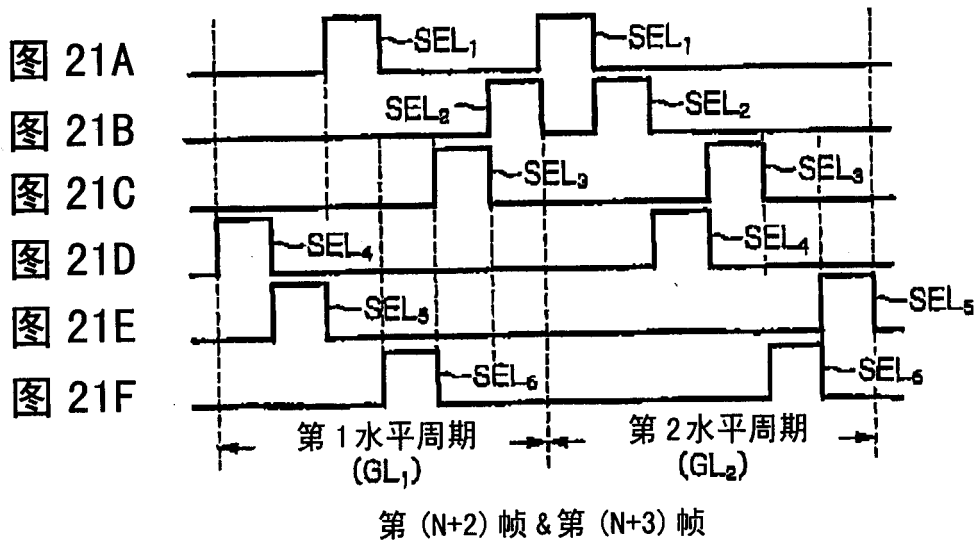 图 21A
SEL₁
SEL₁
图 21B
SEL₂
SEL₂
图 21C
SEL₃
SEL₃
图 21D
SEL₄
SEL₄
图 21E
SEL₅
SEL₅
图 21F
SEL₆
SEL₆
第 1 水平周期
(GL₁)
第 2 水平周期
(GL₂)
第 (N+2) 帧 & 第 (N+3) 帧